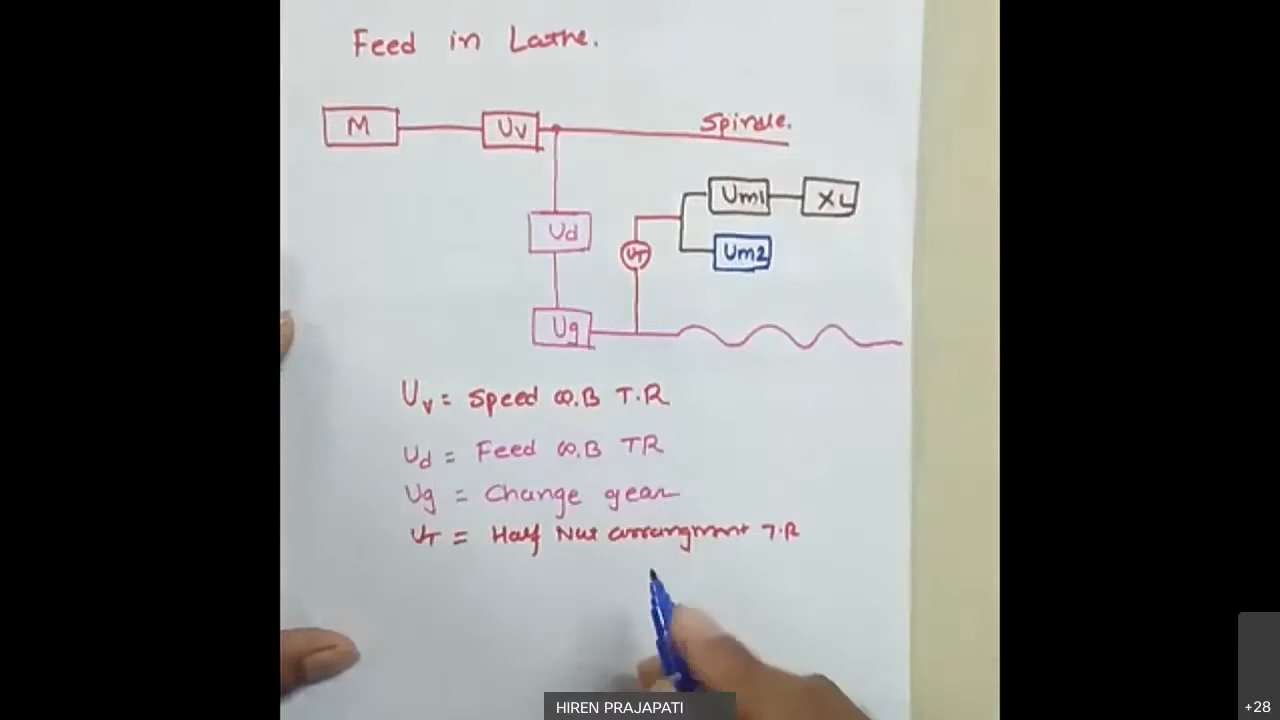 Feed in Lathe.
M
Uv
Spindle.
Um1
XL
Ud
UT
Um2
Ug
Uv = Speed G.B T.R
Ud = Feed G.B TR
Ug = Change gear
UT = Half Nut arrangment T.R
HIREN PRAJAPATI
+28